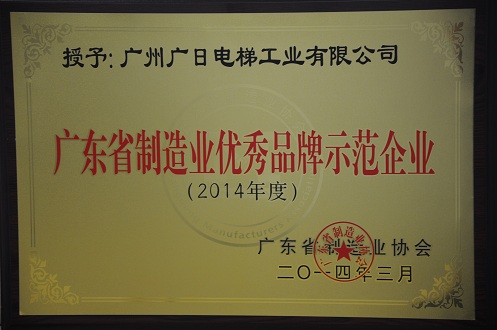 授予:广州广日电梯工业有限公司
广东省制造业优秀品牌示范企业
(2014年度)
广东省制造业协会
二〇一四年三月